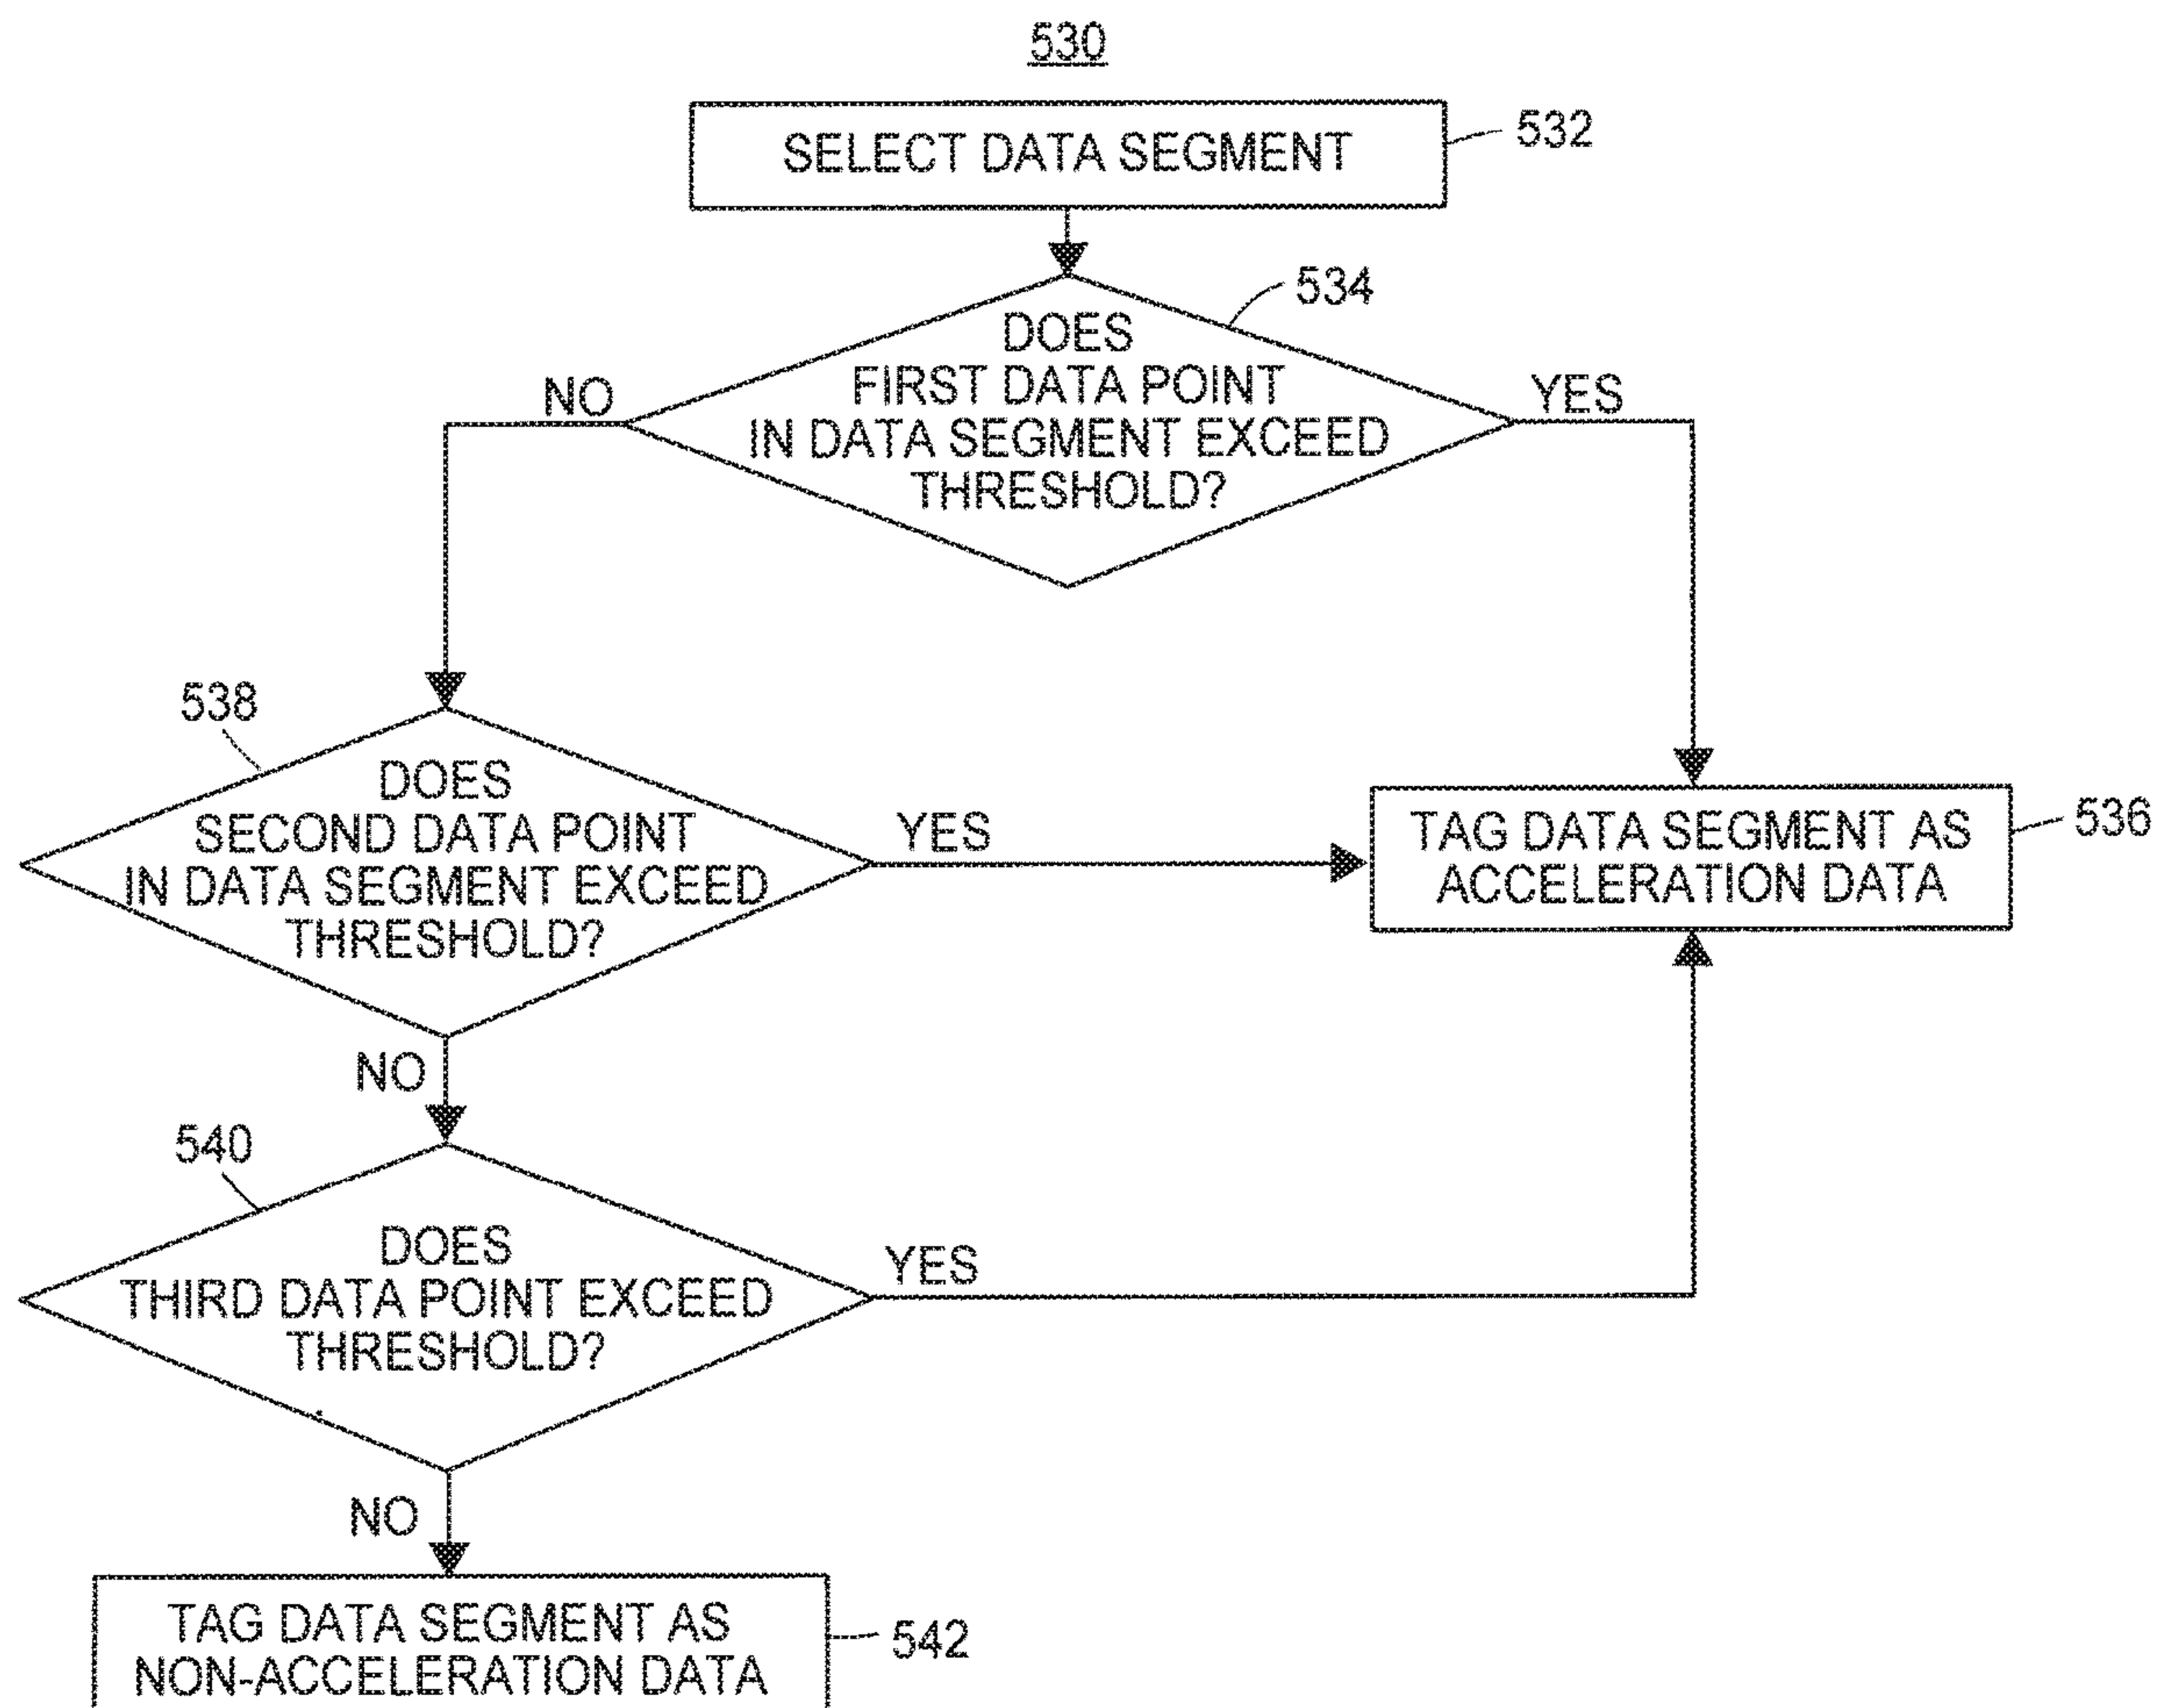 530
SELECT DATA SEGMENT
532
534
DOES
FIRST DATA POINT
IN DATA SEGMENT EXCEED
THRESHOLD?
NO
YES
538
DOES
SECOND DATA POINT
IN DATA SEGMENT EXCEED
THRESHOLD?
YES
TAG DATA SEGMENT AS
ACCELERATION DATA
536
NO
540
DOES
THIRD DATA POINT EXCEED
THRESHOLD?
YES
NO
TAG DATA SEGMENT AS
NON-ACCELERATION DATA
542